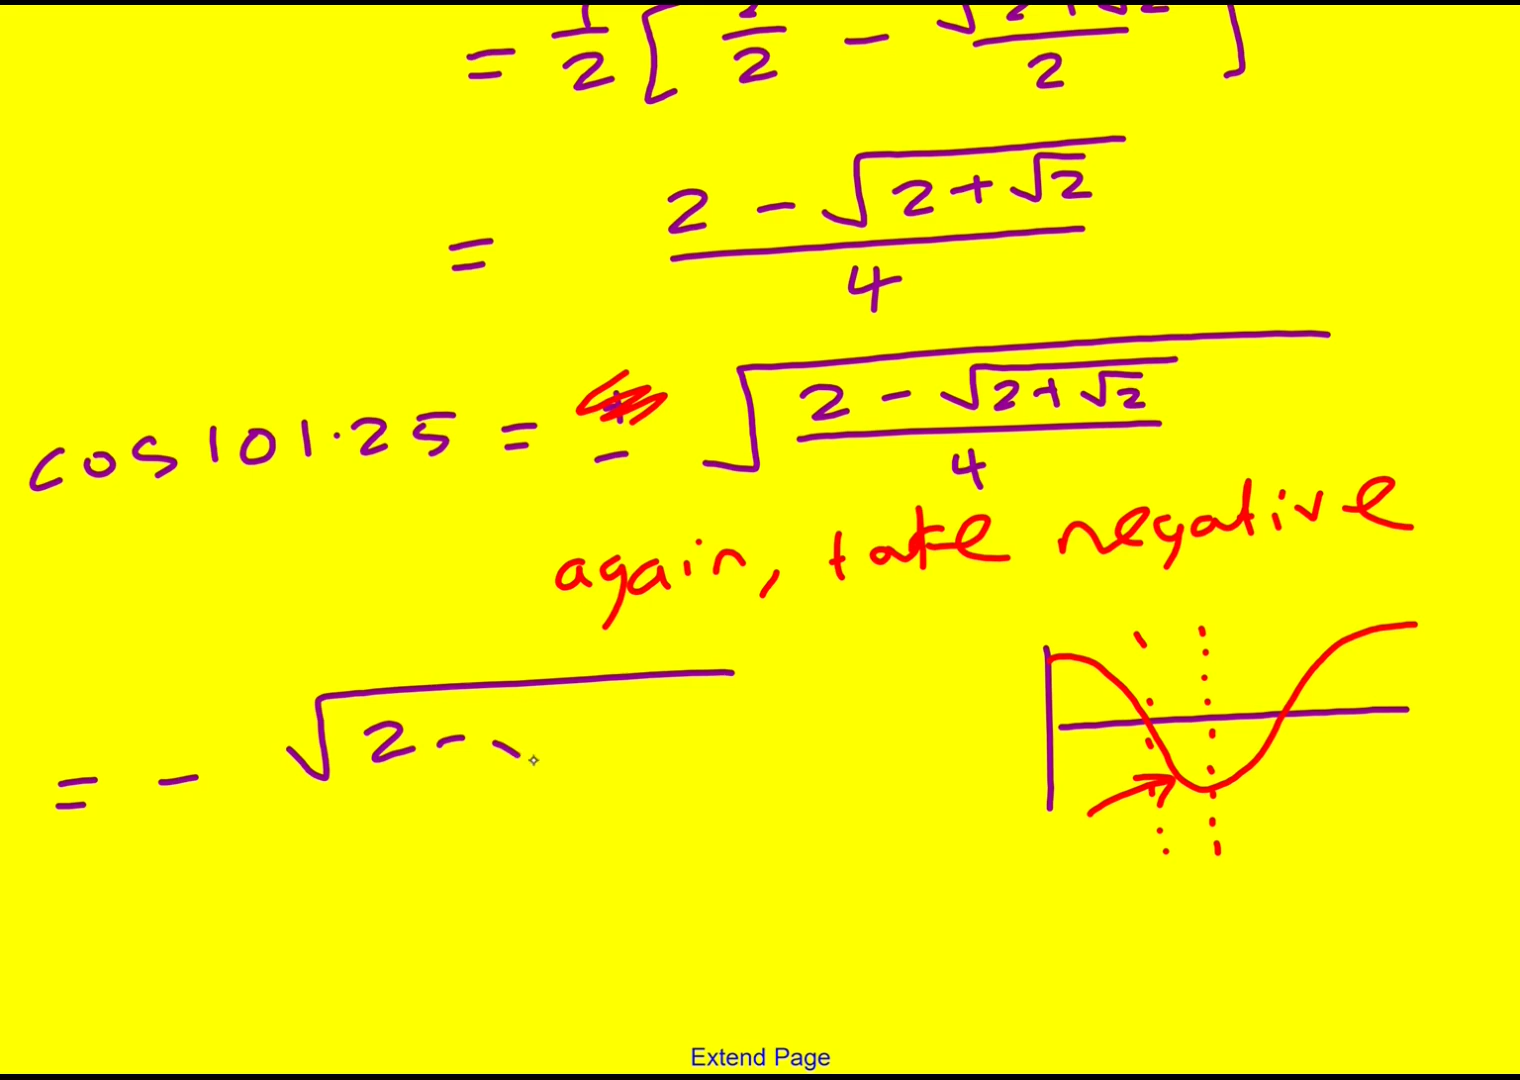 = 1/2 [ 2/2 - √(2+√2)/2 ]
= (2 - √(2+√2))/4
cos 101.25 = - √((2 - √(2+√2))/4)
again, take negative
= - √(2 -
Extend Page